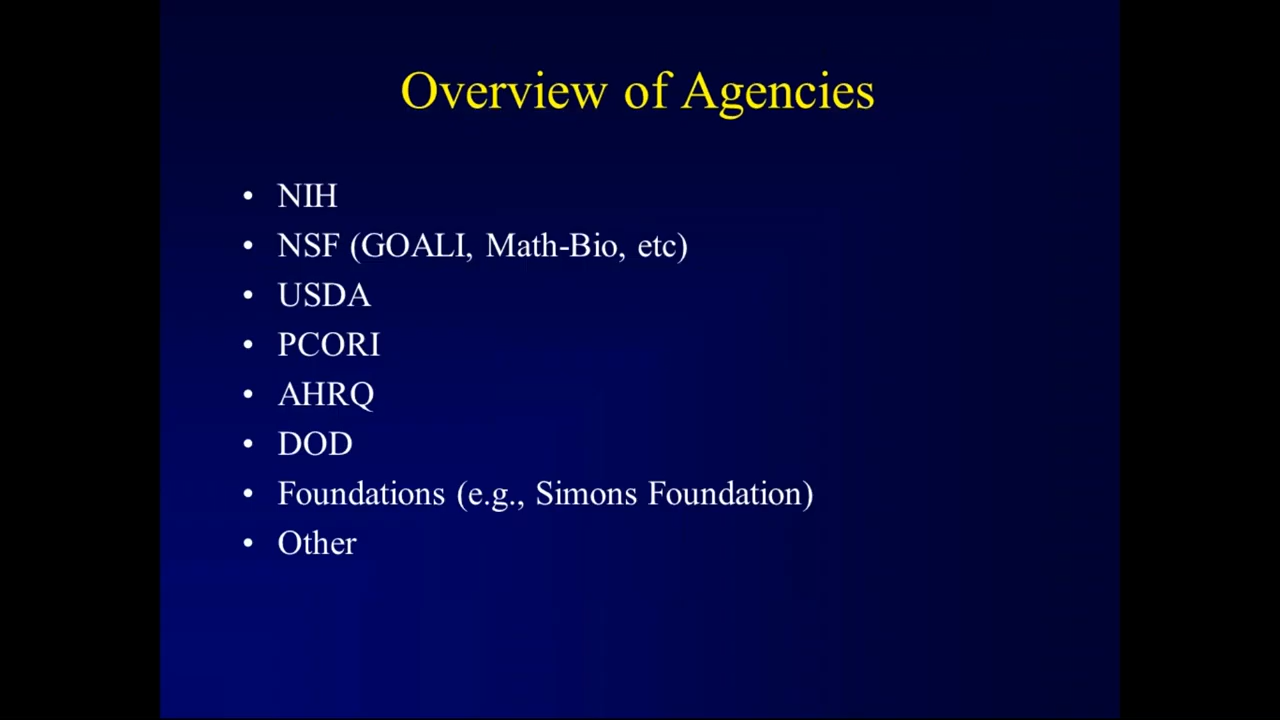 Overview of Agencies
• NIH
• NSF (GOALI, Math-Bio, etc)
• USDA
• PCORI
• AHRQ
• DOD
• Foundations (e.g., Simons Foundation)
• Other